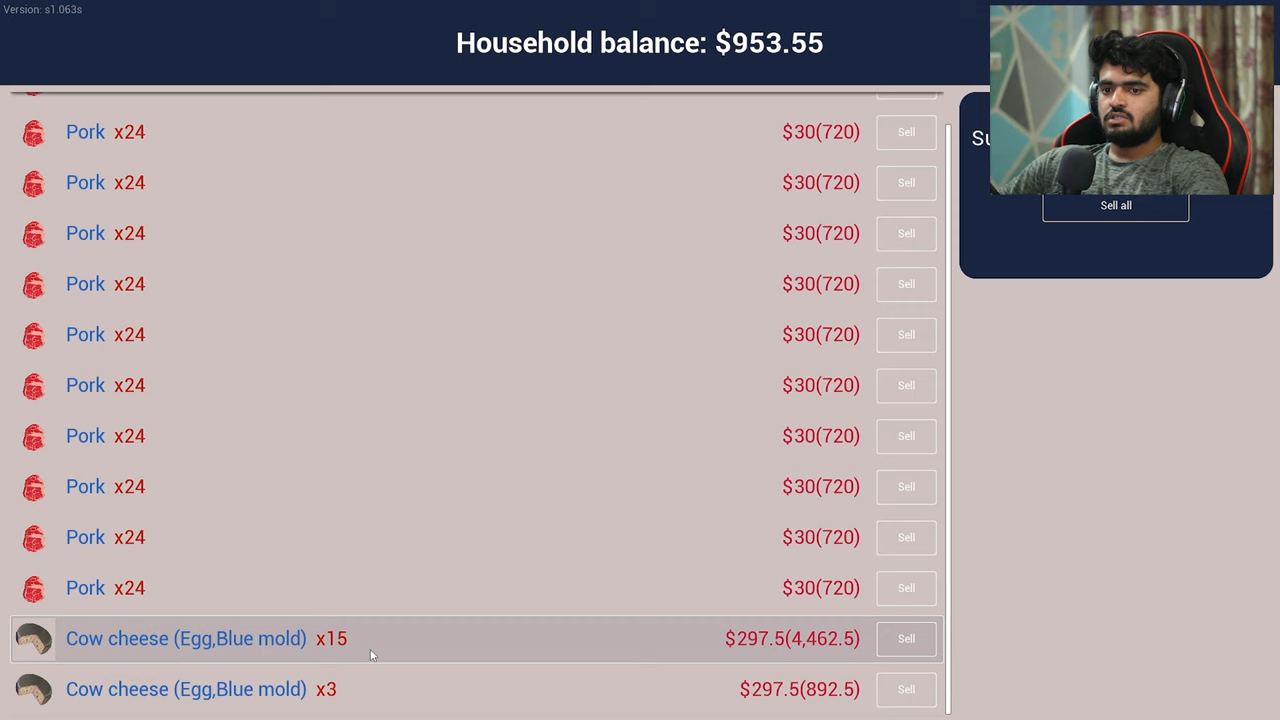 Version: s1.063s
Household balance: $953.55
Pork x24 $30(720) Sell
Pork x24 $30(720) Sell
Pork x24 $30(720) Sell
Pork x24 $30(720) Sell
Pork x24 $30(720) Sell
Pork x24 $30(720) Sell
Pork x24 $30(720) Sell
Pork x24 $30(720) Sell
Pork x24 $30(720) Sell
Pork x24 $30(720) Sell
Cow cheese (Egg,Blue mold) x15 $297.5(4,462.5) Sell
Cow cheese (Egg,Blue mold) x3 $297.5(892.5) Sell
Sell all